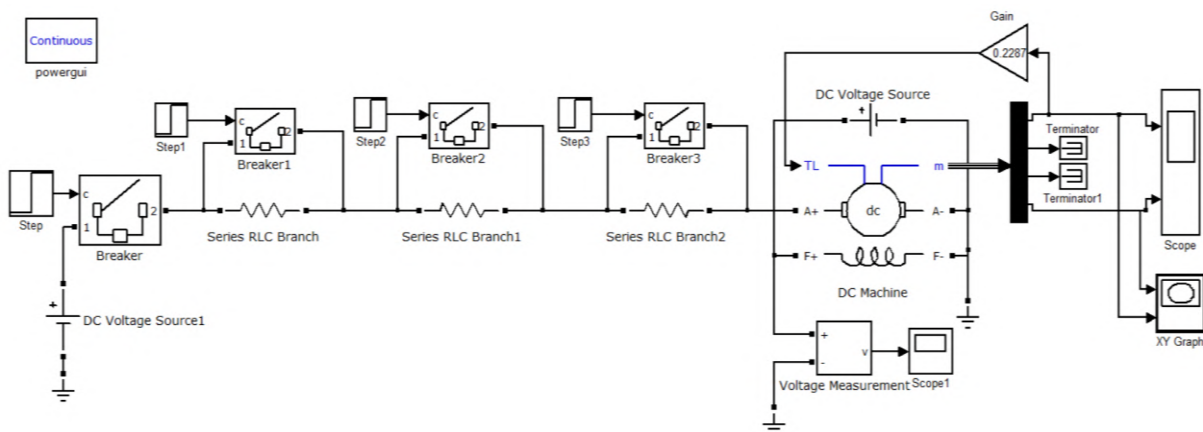 Continuous
powergui
Gain
0.2287
DC Voltage Source
Step1
c
1
2
Breaker1
Step2
c
1
2
Breaker2
Step3
c
1
2
Breaker3
Terminator
Terminator1
Scope
TL
m
A+
dc
A-
F+
F-
DC Machine
Step
c
1
2
Breaker
Series RLC Branch
Series RLC Branch1
Series RLC Branch2
+
DC Voltage Source1
+
+
-
v
Voltage Measurement
Scope1
XY Graph